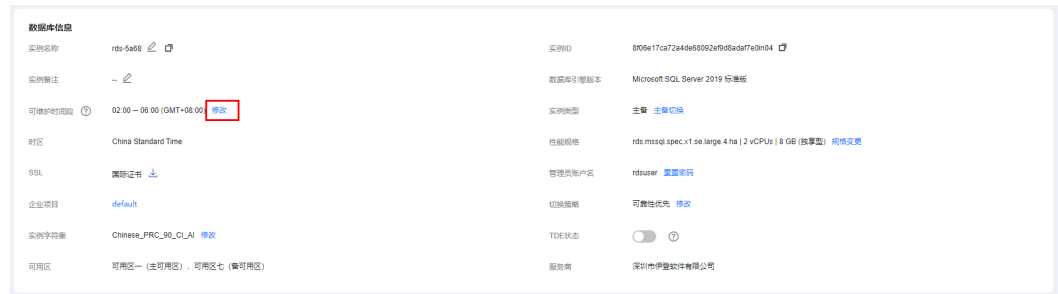 数据库信息
实例名称 rds-5a68 实例ID 8f06e17ca72a4de68092ef9d8adaf7e0in04
实例备注 -- 数据库引擎版本 Microsoft SQL Server 2019 标准版
可维护时间段 02:00 – 06:00 (GMT+08:00) 修改 实例类型 主备 主备切换
时区 China Standard Time 性能规格 rds.mssql.spec.x1.se.large.4.ha | 2 vCPUs | 8 GB (独享型) 规格变更
SSL 国际证书 管理员账户名 rdsuser 重置密码
企业项目 default 切换策略 可靠性优先 修改
实例字符集 Chinese_PRC_90_CI_AI 修改 TDE状态
可用区 可用区一（主可用区），可用区七（备可用区） 服务商 深圳市伊登软件有限公司